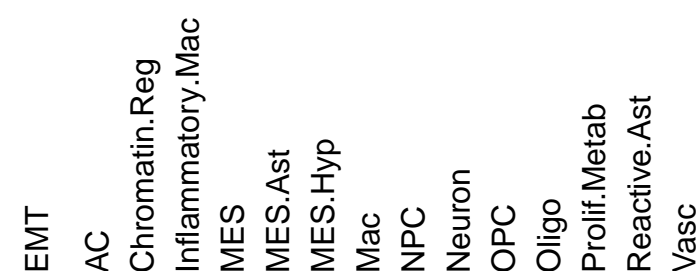 EMT
AC
Chromatin.Reg
Inflammatory.Mac
MES
MES.Ast
MES.Hyp
Mac
NPC
Neuron
OPC
Oligo
Prolif.Metab
Reactive.Ast
Vasc